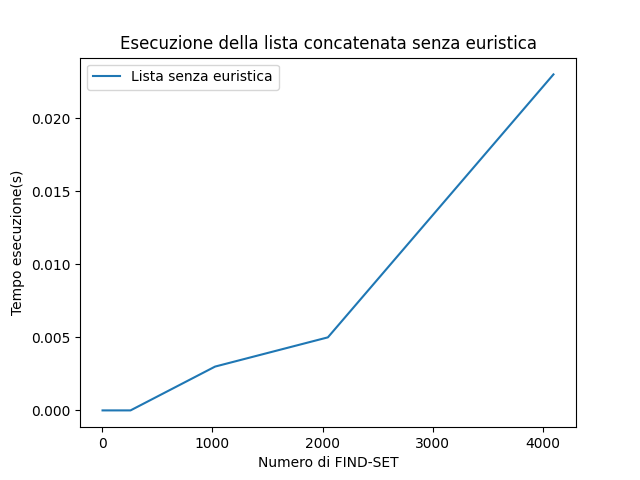 Esecuzione della lista concatenata senza euristica
Lista senza euristica
Tempo esecuzione(s)
0.020
0.015
0.010
0.005
0.000
0 1000 2000 3000 4000
Numero di FIND-SET